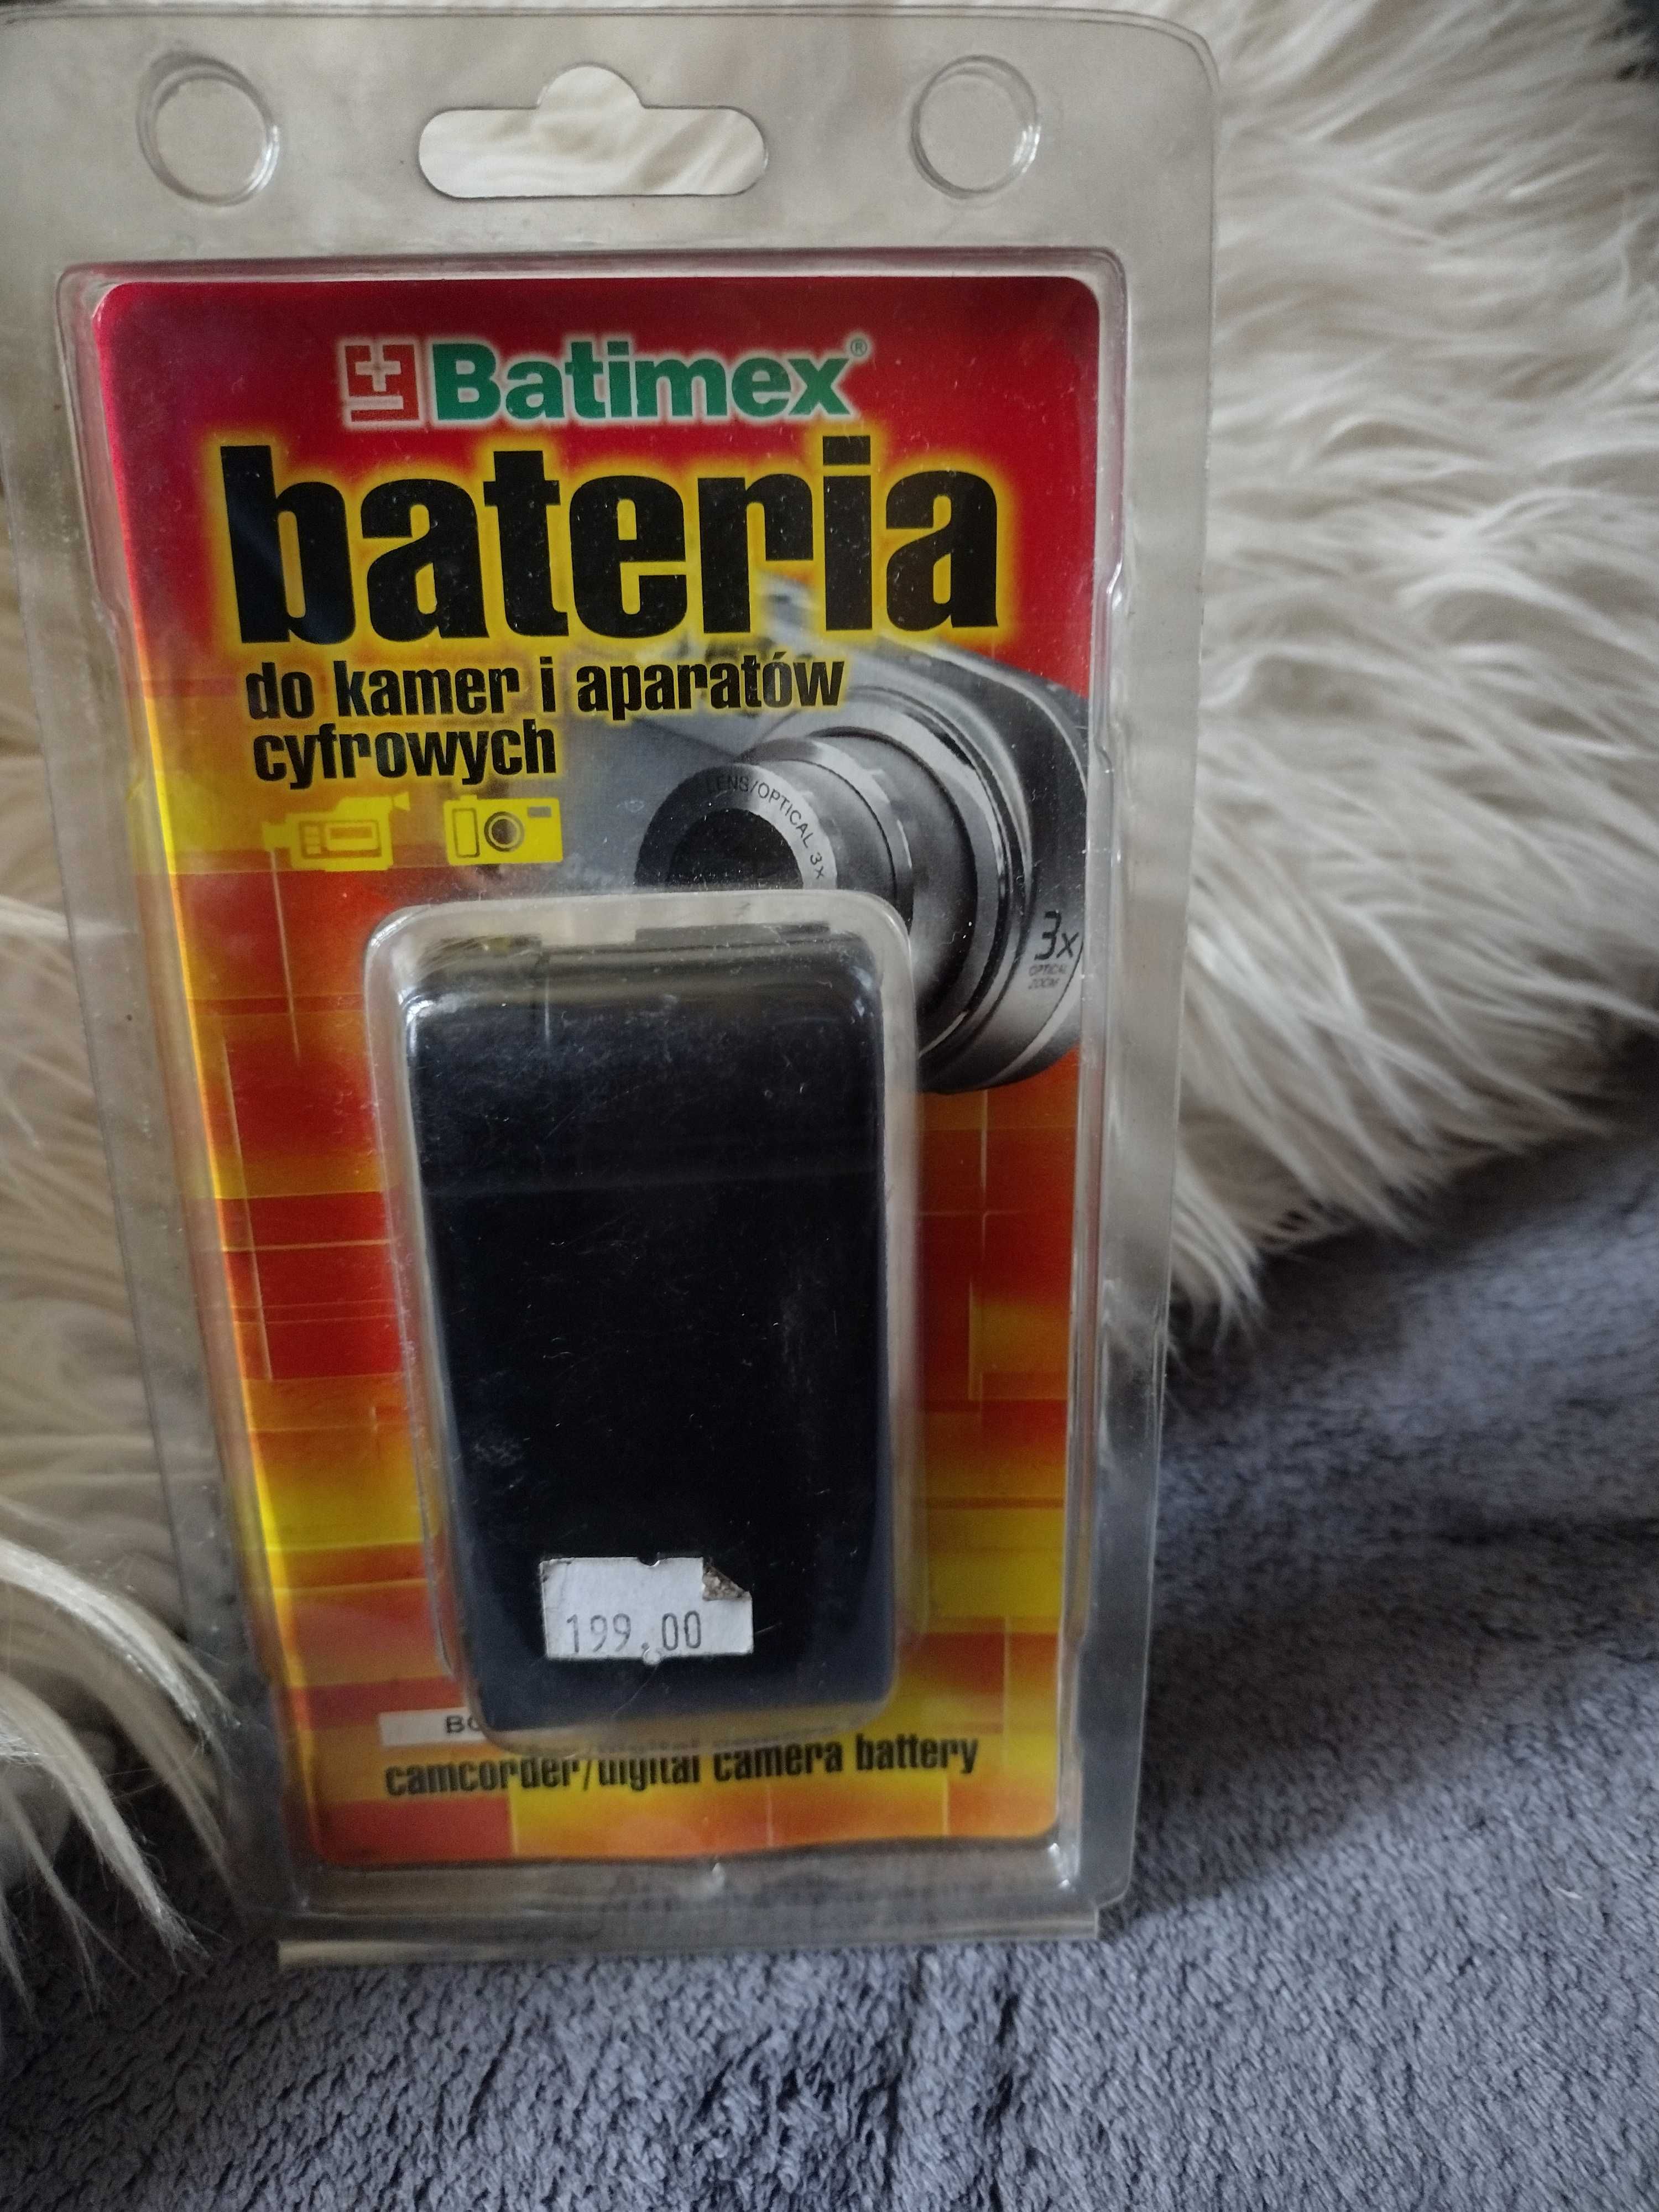 Batimex®
bateria
do kamer i aparatów
cyfrowych
LENS/OPTICAL 3x
3x
OPTICAL
ZOOM
199.00
camcorder/digital camera battery